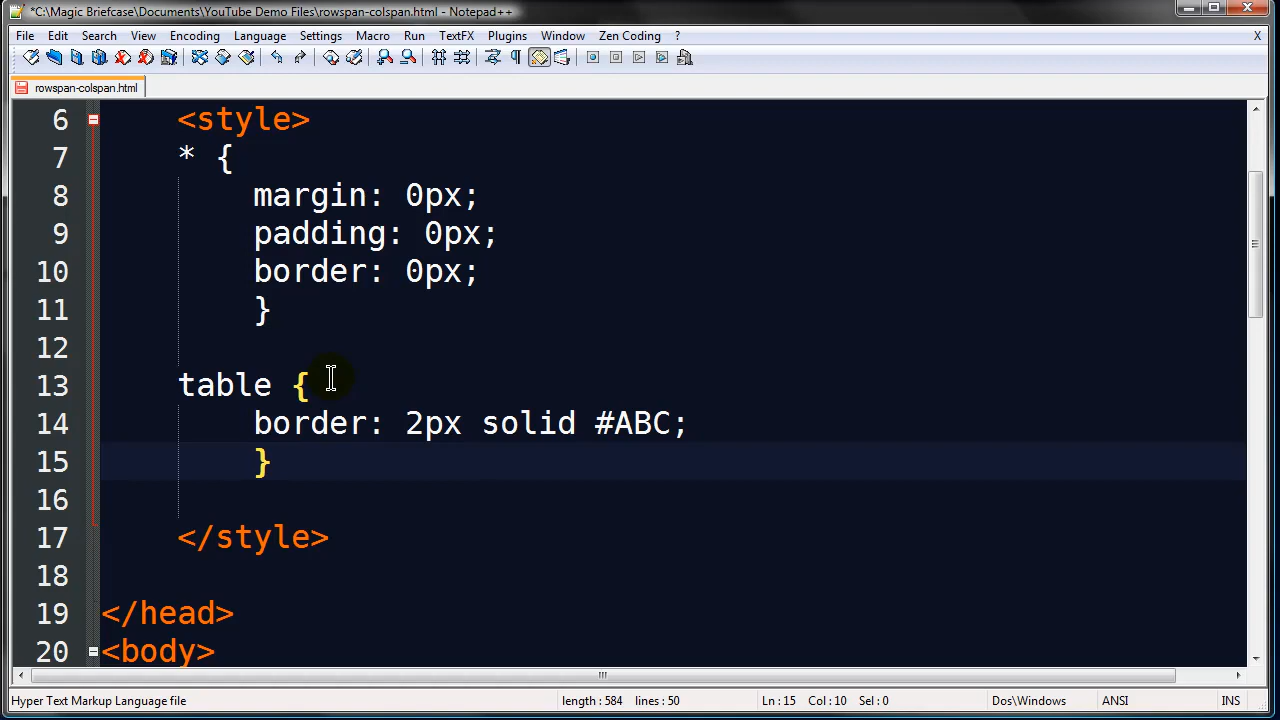 *C:\Magic Briefcase\Documents\YouTube Demo Files\rowspan-colspan.html - Notepad++
File Edit Search View Encoding Language Settings Macro Run TextFX Plugins Window Zen Coding ? X
rowspan-colspan.html
6 <style>
7 * {
8 margin: 0px;
9 padding: 0px;
10 border: 0px;
11 }
12
13 table {
14 border: 2px solid #ABC;
15 }
16
17 </style>
18
19 </head>
20 <body>
Hyper Text Markup Language file length : 584 lines : 50 Ln : 15 Col : 10 Sel : 0 Dos\Windows ANSI INS